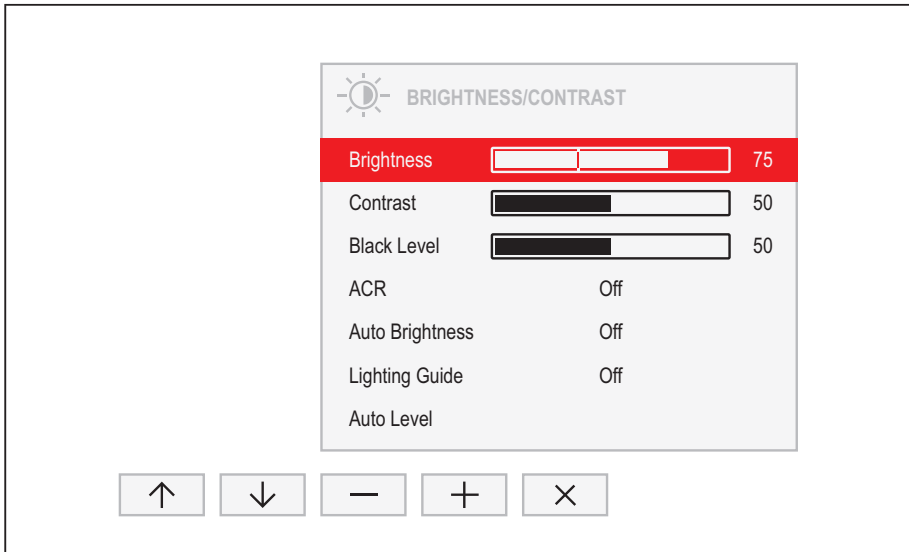 BRIGHTNESS/CONTRAST
Brightness 75
Contrast 50
Black Level 50
ACR Off
Auto Brightness Off
Lighting Guide Off
Auto Level